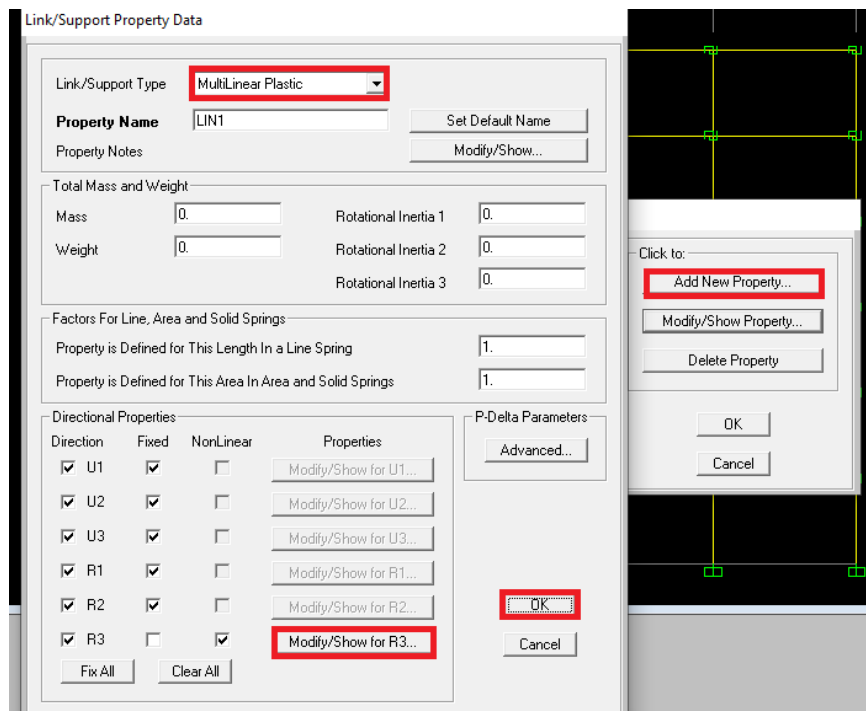 Link/Support Property Data
Link/Support Type MultiLinear Plastic
Property Name LIN1 Set Default Name
Property Notes Modify/Show...
Total Mass and Weight
Mass 0. Rotational Inertia 1 0.
Weight 0. Rotational Inertia 2 0.
Rotational Inertia 3 0.
Factors For Line, Area and Solid Springs
Property is Defined for This Length In a Line Spring 1.
Property is Defined for This Area In Area and Solid Springs 1.
Directional Properties
Direction Fixed NonLinear Properties
U1 Modify/Show for U1...
U2 Modify/Show for U2...
U3 Modify/Show for U3...
R1 Modify/Show for R1...
R2 Modify/Show for R2...
R3 Modify/Show for R3...
Fix All Clear All
P-Delta Parameters
Advanced...
OK
Cancel
Click to:
Add New Property...
Modify/Show Property...
Delete Property
OK
Cancel